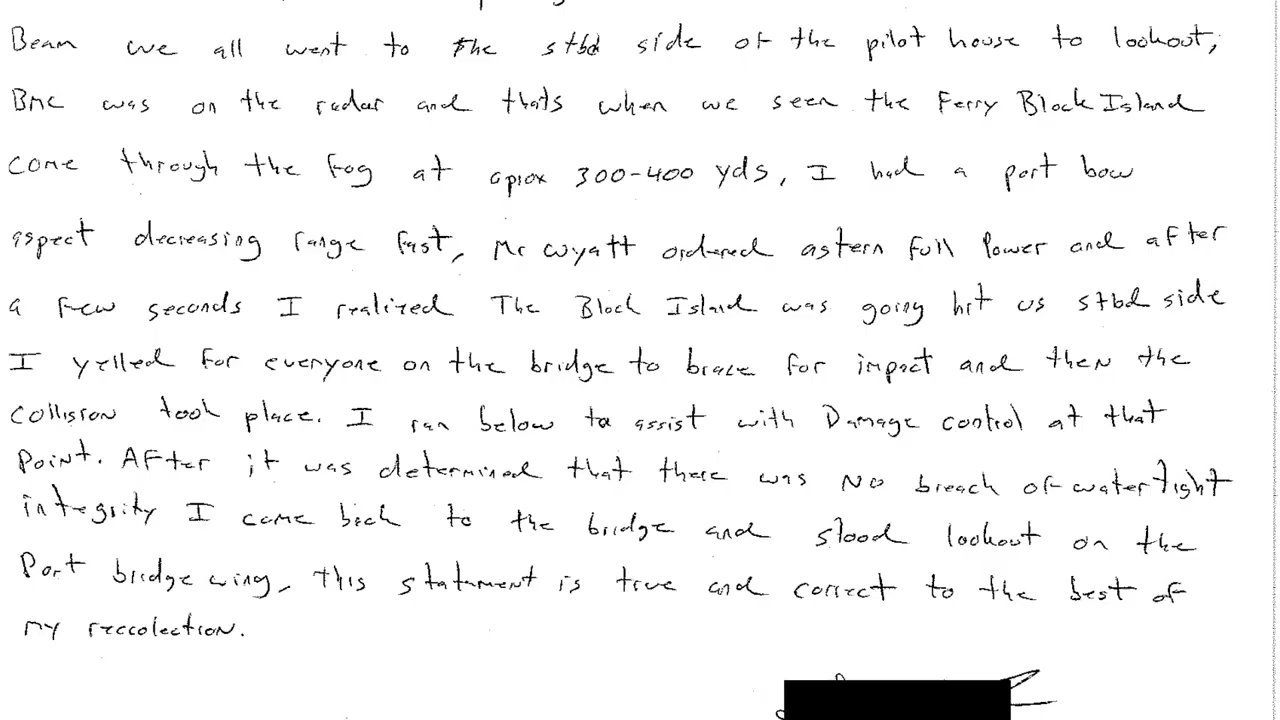 Beam we all went to the stbd side of the pilot house to lookout,
BMC was on the radar and thats when we seen the Ferry Block Island
come through the fog at aprox 300-400 yds, I had a port bow
aspect decreasing range fast, Mr Wyatt ordered astern full power and after
a few seconds I realized The Block Island was going hit us stbd side
I yelled for everyone on the bridge to brace for impact and then the
Collision took place. I ran below to assist with Damage control at that
Point. After it was determined that there was No breach of watertight
integrity I came back to the bridge and stood lookout on the
Port bridge wing, This statement is true and correct to the best of
my reccolection.